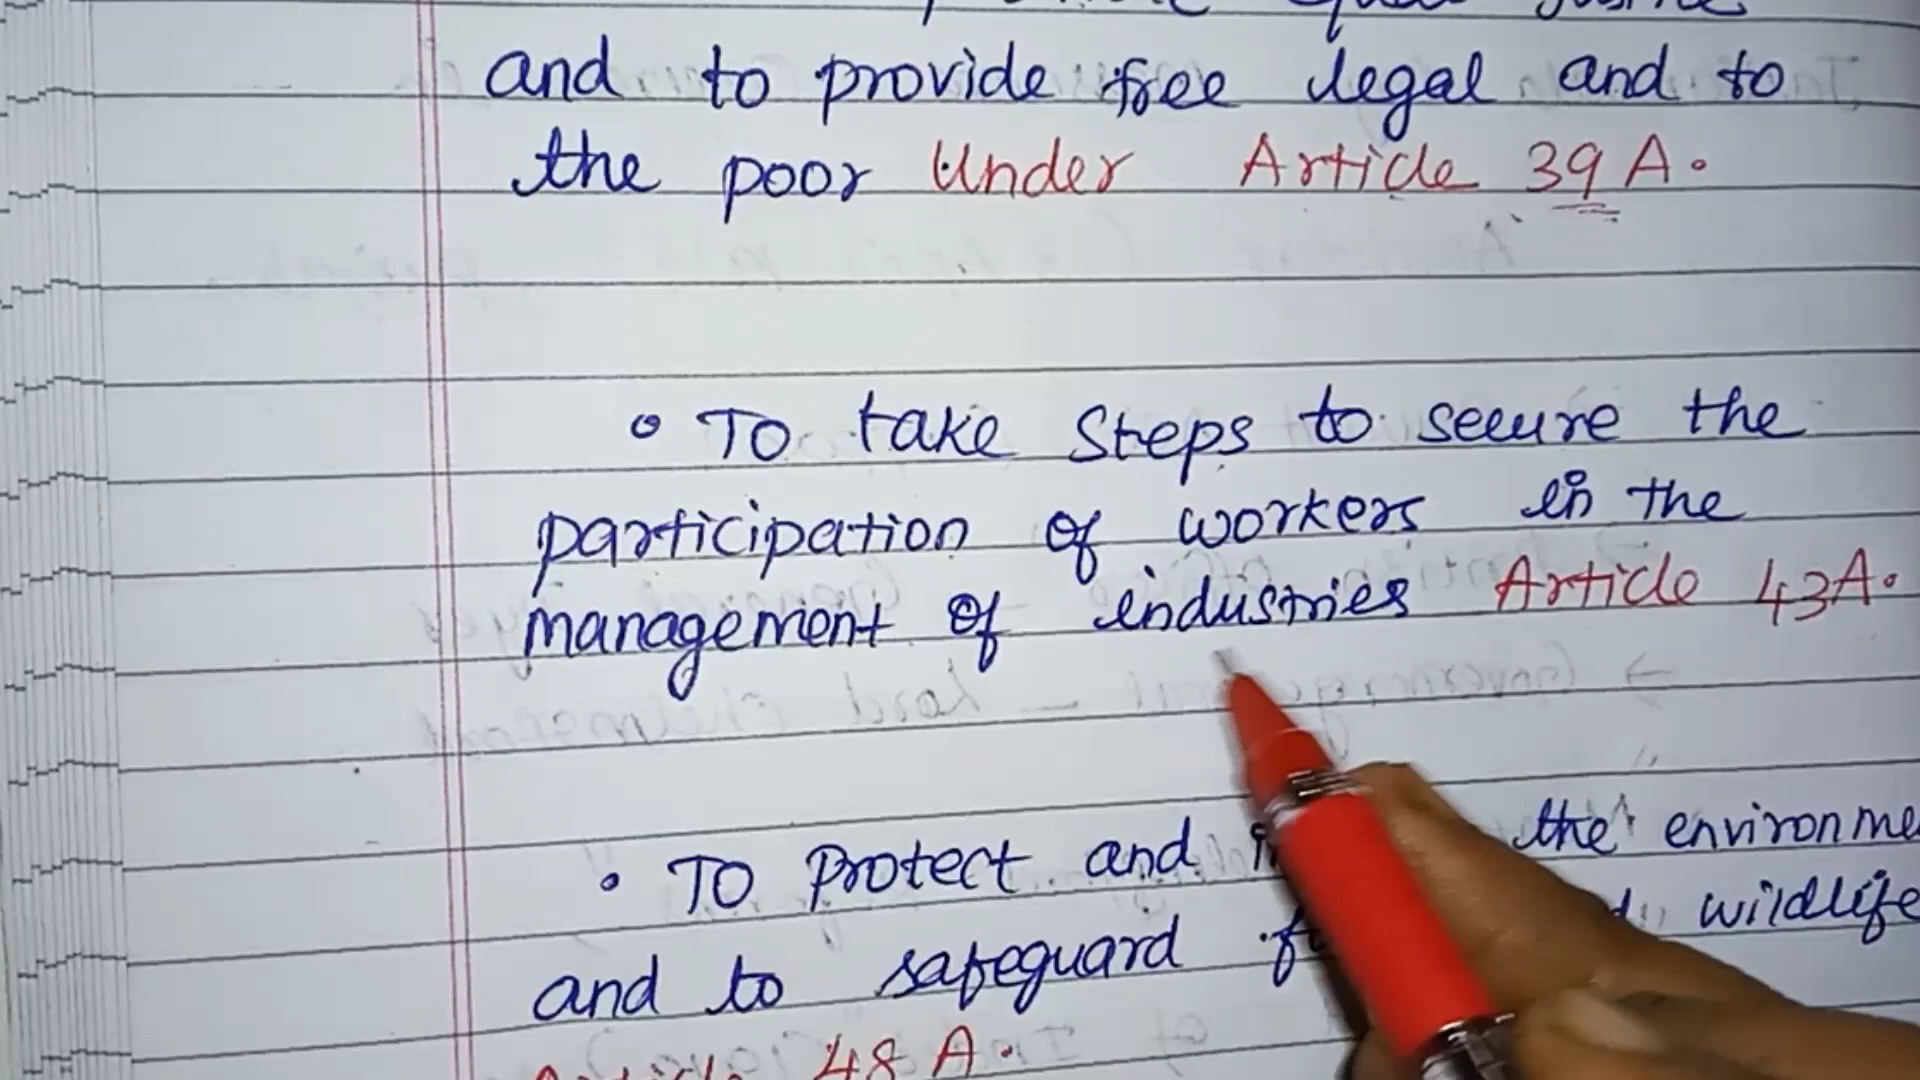 and to provide free legal and to
the poor Under Article 39 A.
• To take steps to secure the
participation of workers in the
management of industries Article 43A.
• To Protect and the environme
and to safeguard wildlife
Article 48 A.